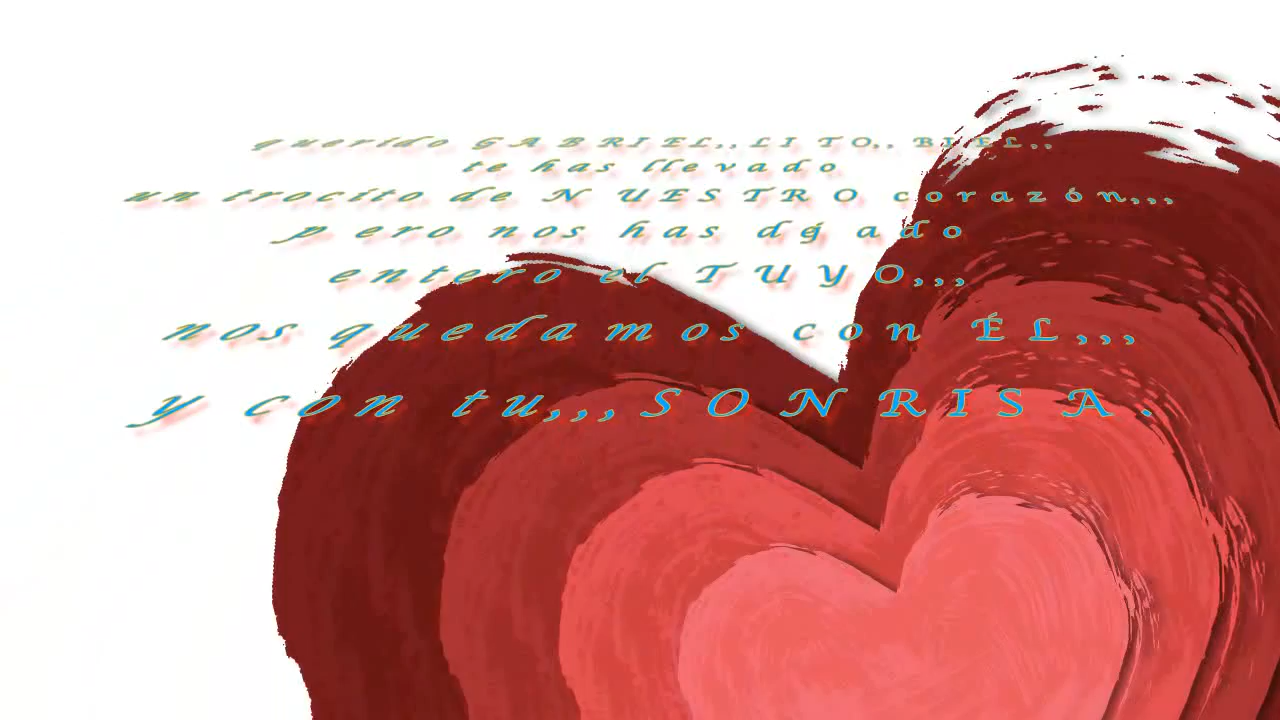 querido GABRIEL,,LITO,, BIEL,,
te has llevado
un trocito de NUESTRO corazón,,,
pero nos has dejado
entero el TUYO,,,
nos quedamos con ÉL,,,
y con tu,,,SONRISA.